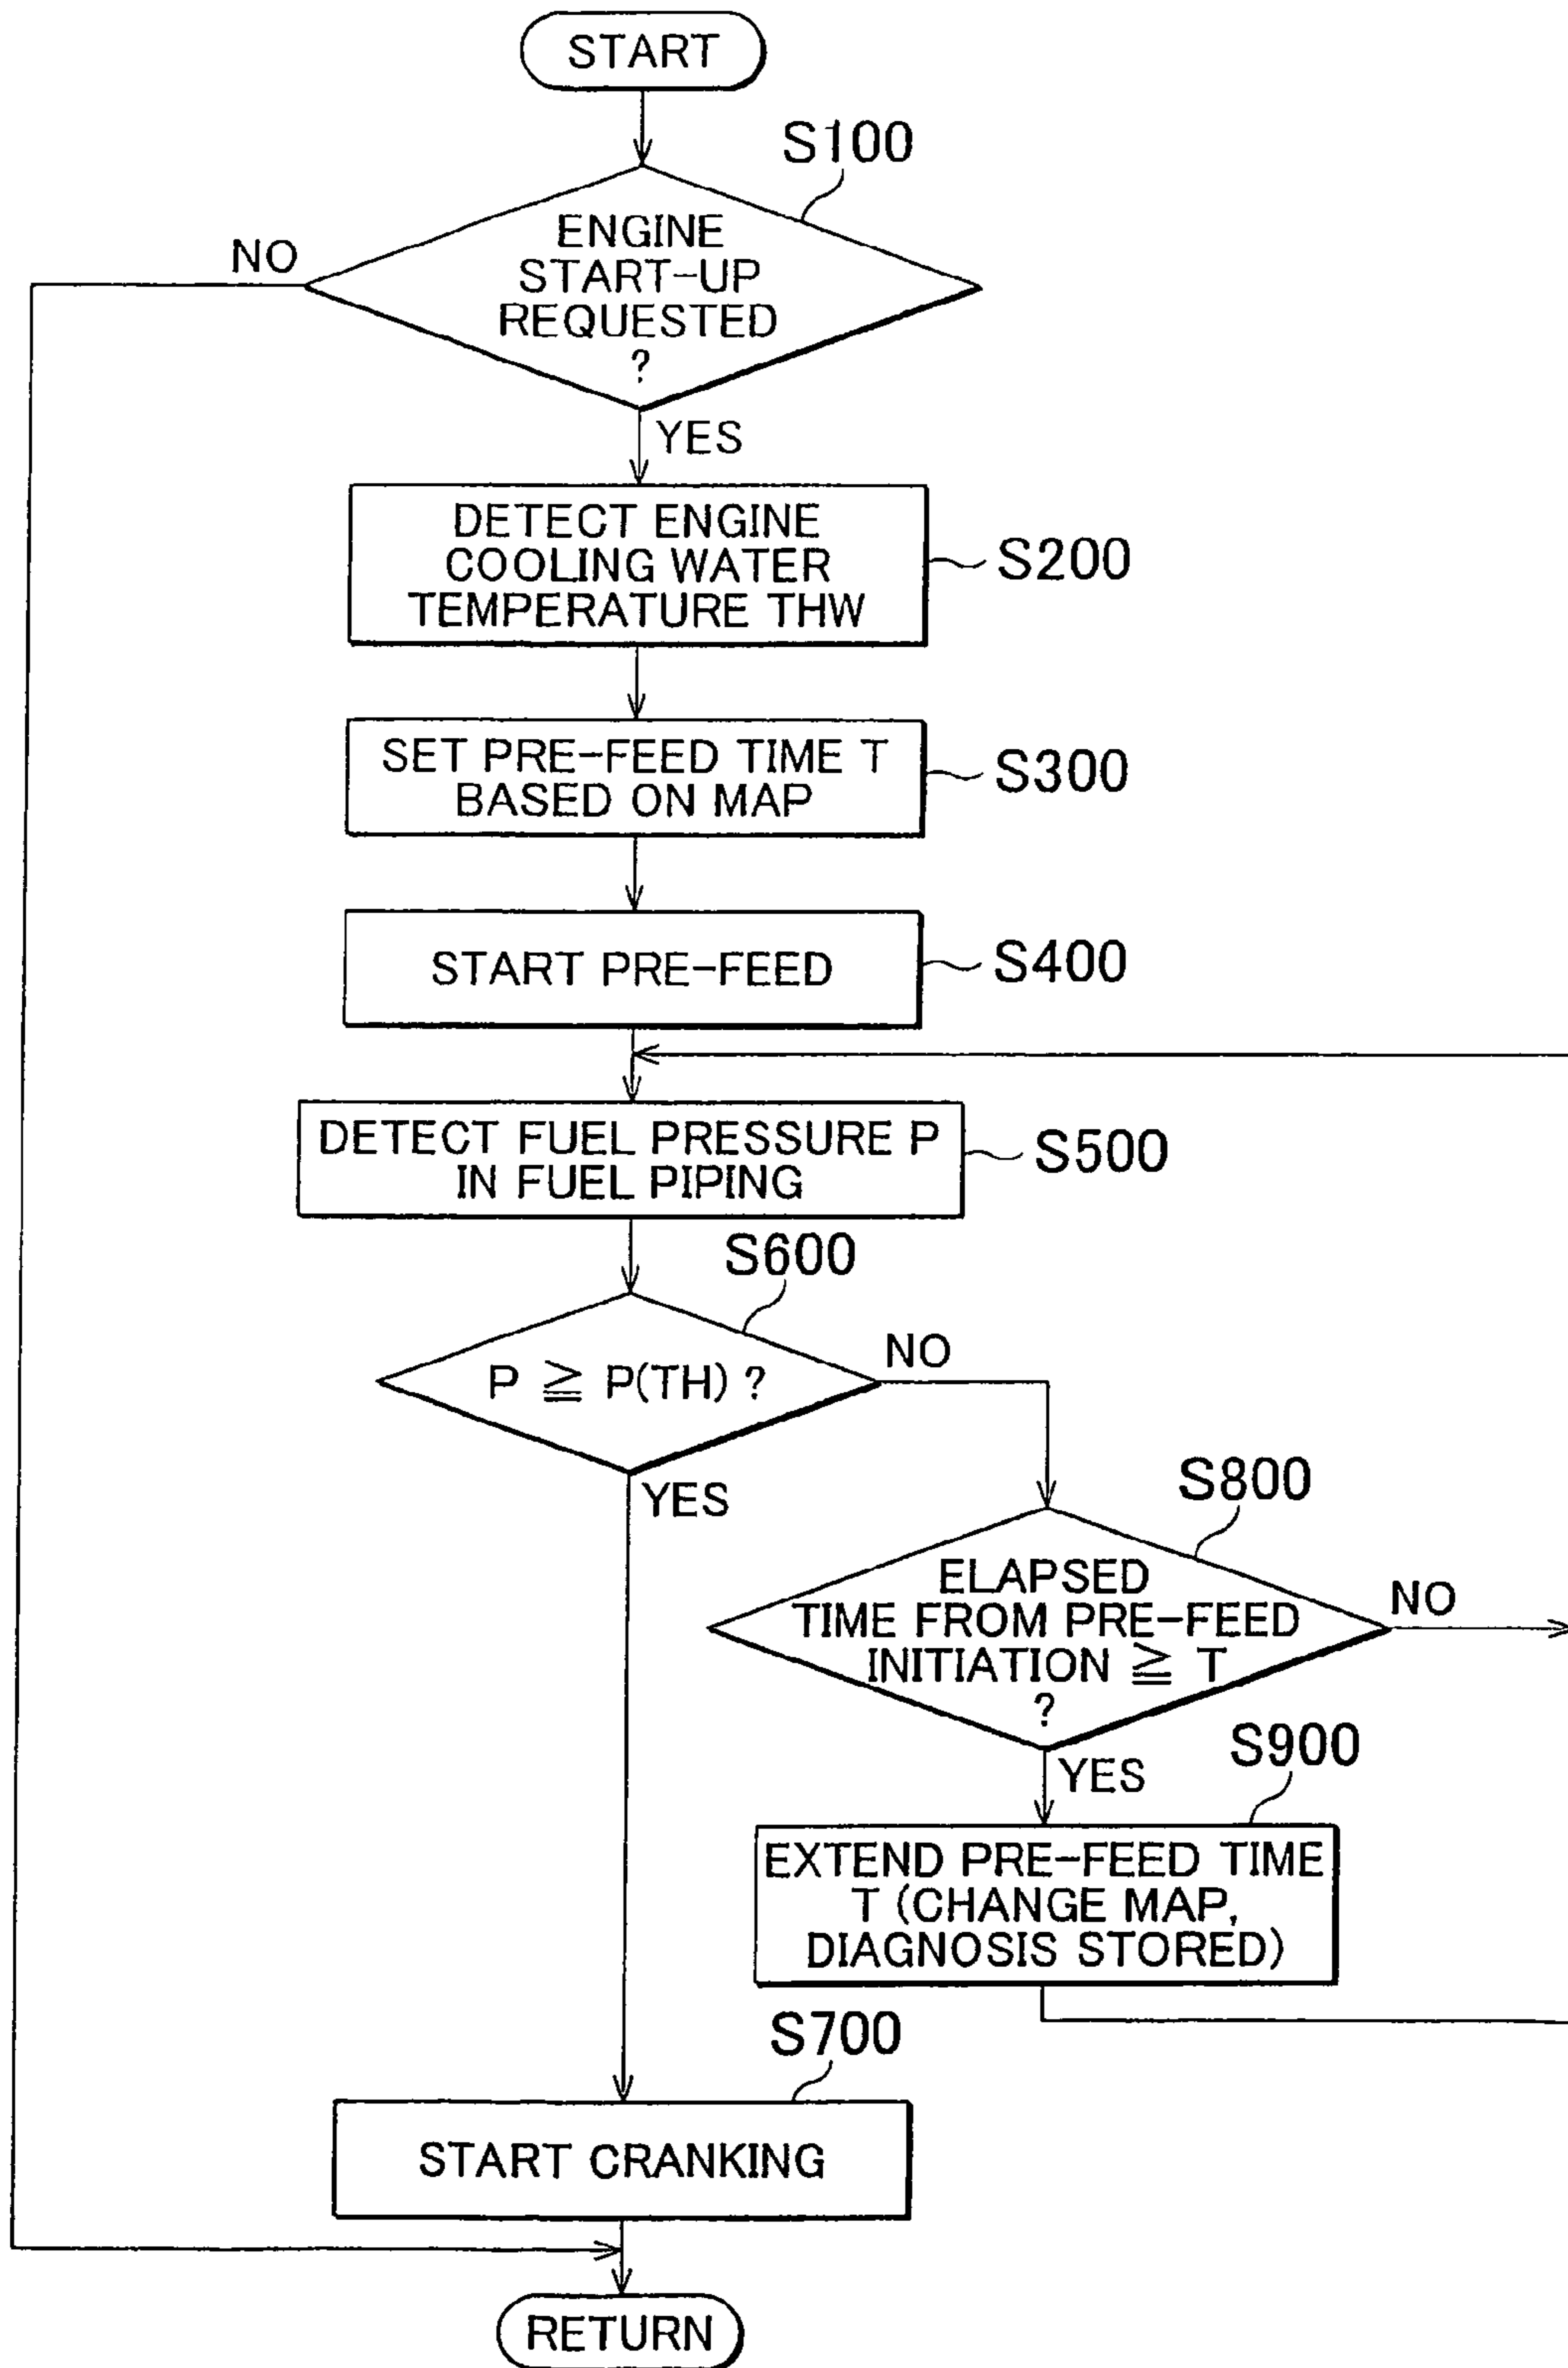 START
S100
ENGINE
START-UP
REQUESTED
?
NO
YES
DETECT ENGINE
COOLING WATER
TEMPERATURE THW
S200
SET PRE-FEED TIME T
BASED ON MAP
S300
START PRE-FEED
S400
DETECT FUEL PRESSURE P
IN FUEL PIPING
S500
S600
P ≧ P(TH) ?
NO
YES
S800
ELAPSED
TIME FROM PRE-FEED
INITIATION ≧ T
?
NO
YES
S900
EXTEND PRE-FEED TIME
T (CHANGE MAP,
DIAGNOSIS STORED)
S700
START CRANKING
RETURN